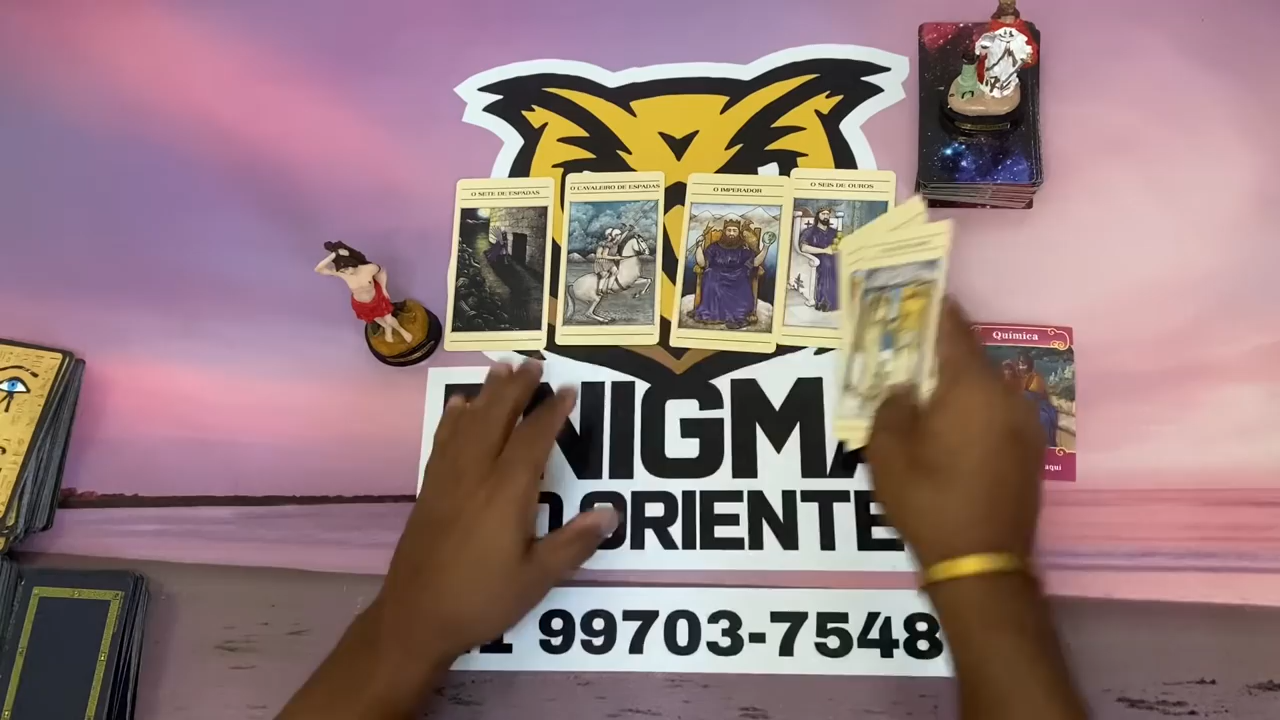 O SETE DE ESPADAS
O CAVALEIRO DE ESPADAS
O IMPERADOR
O SEIS DE OUROS
Química
aqui
ENIGMA
DO ORIENTE
1 99703-7548